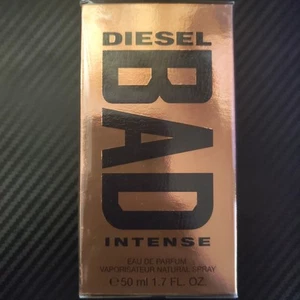 DIESEL
BAD
INTENSE
EAU DE PARFUM
VAPORISATEUR NATURAL SPRAY
℮50 ml 1.7 FL. OZ.